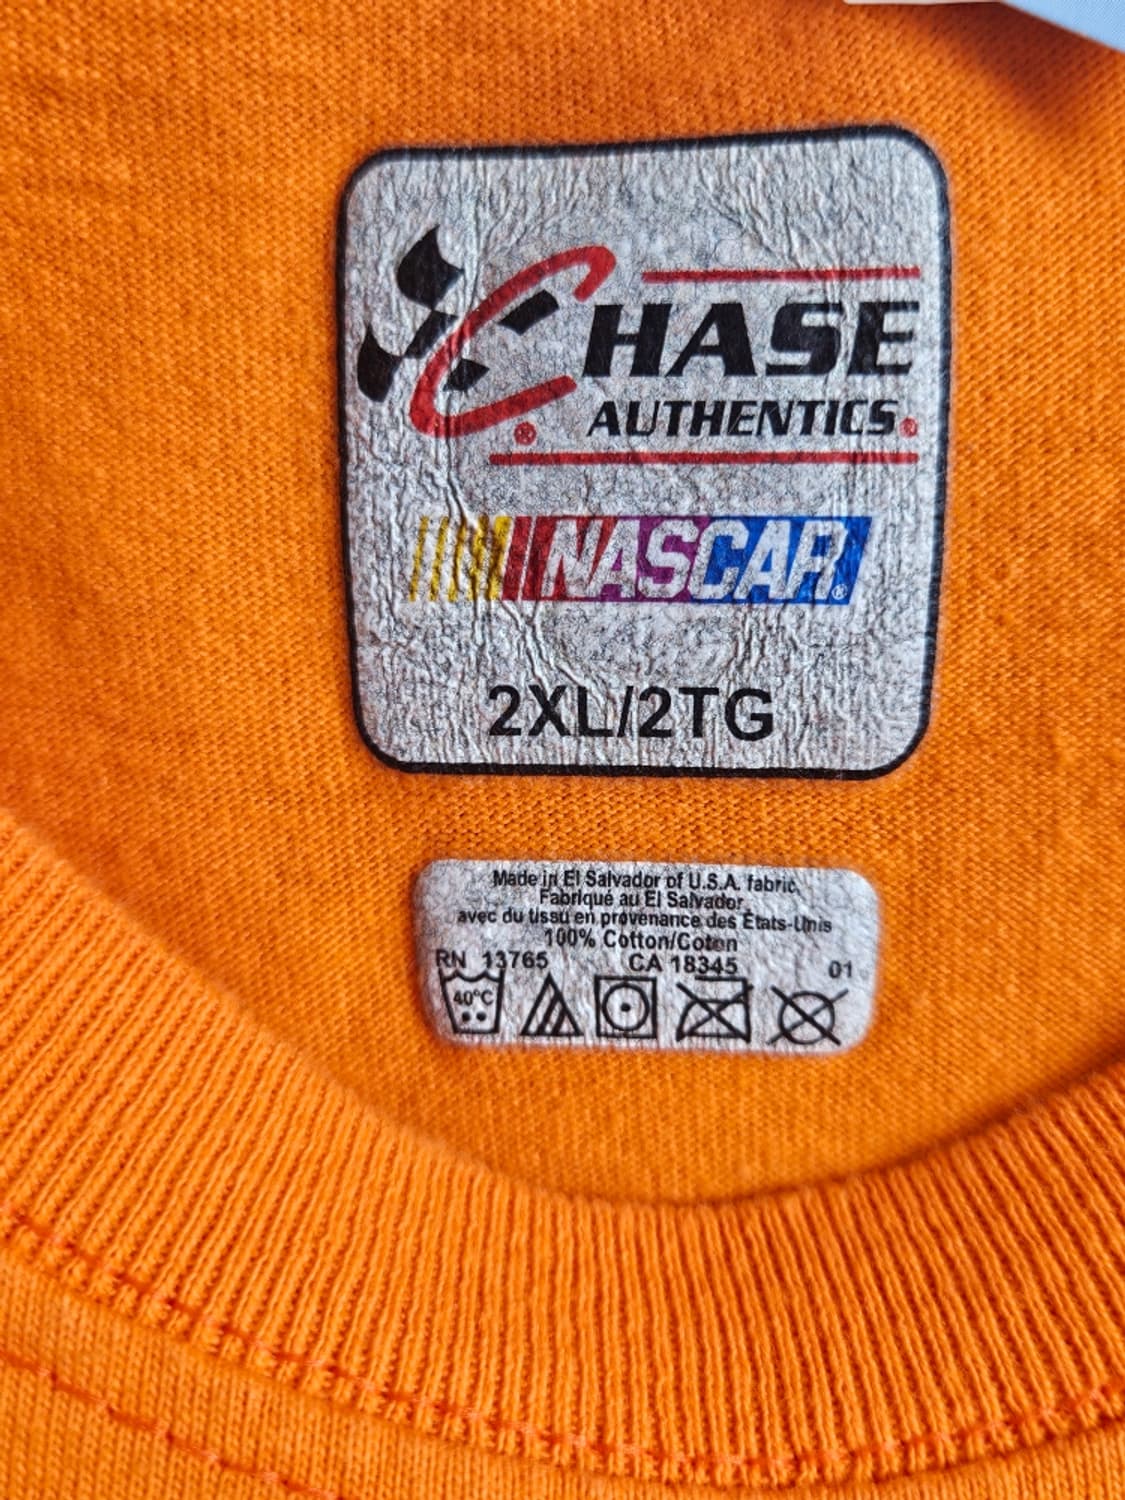 CHASE
AUTHENTICS®
®
NASCAR®
2XL/2TG
Made in El Salvador of U.S.A. fabric.
Fabriqué au El Salvador
avec du tissu en provenance des États-Unis
100% Cotton/Coton
RN 13765 CA 18345 01
40°C